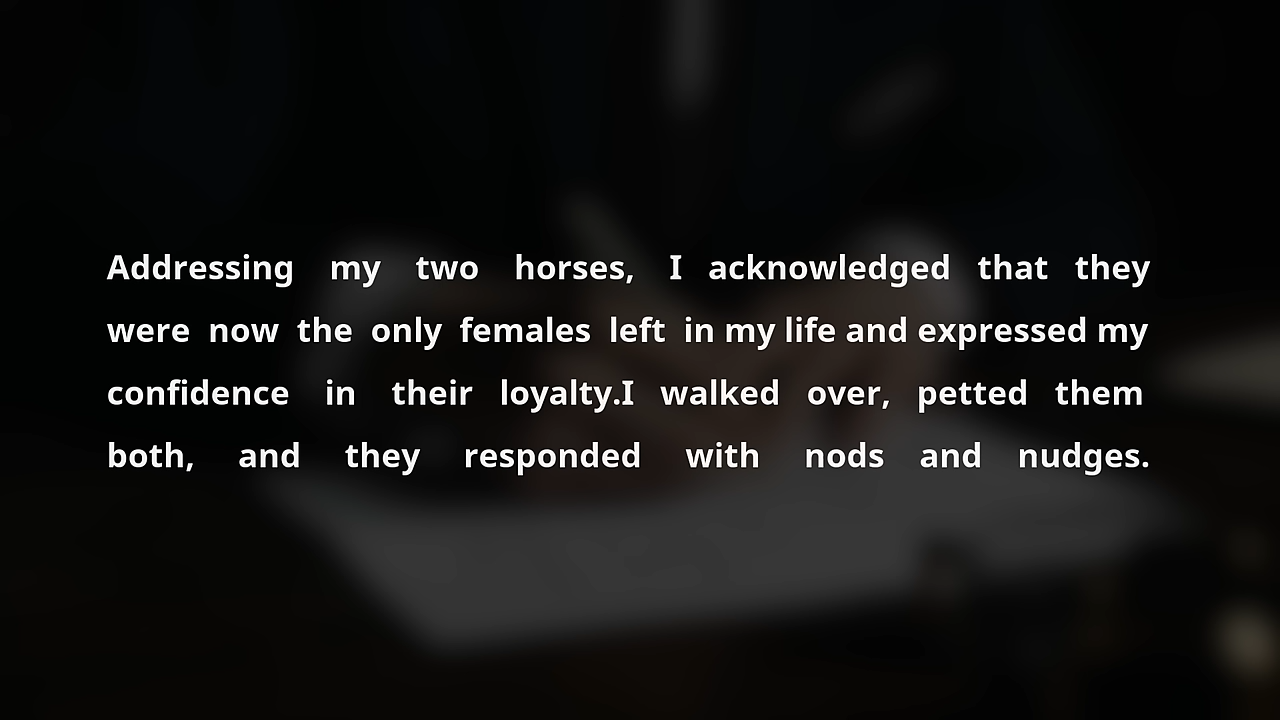 Addressing my two horses, I acknowledged that they
were now the only females left in my life and expressed my
confidence in their loyalty.I walked over, petted them
both, and they responded with nods and nudges.